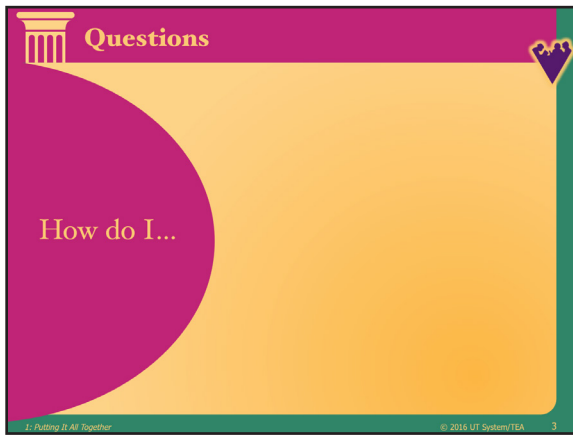 Questions
How do I...
1: Putting It All Together
© 2016 UT System/TEA 3